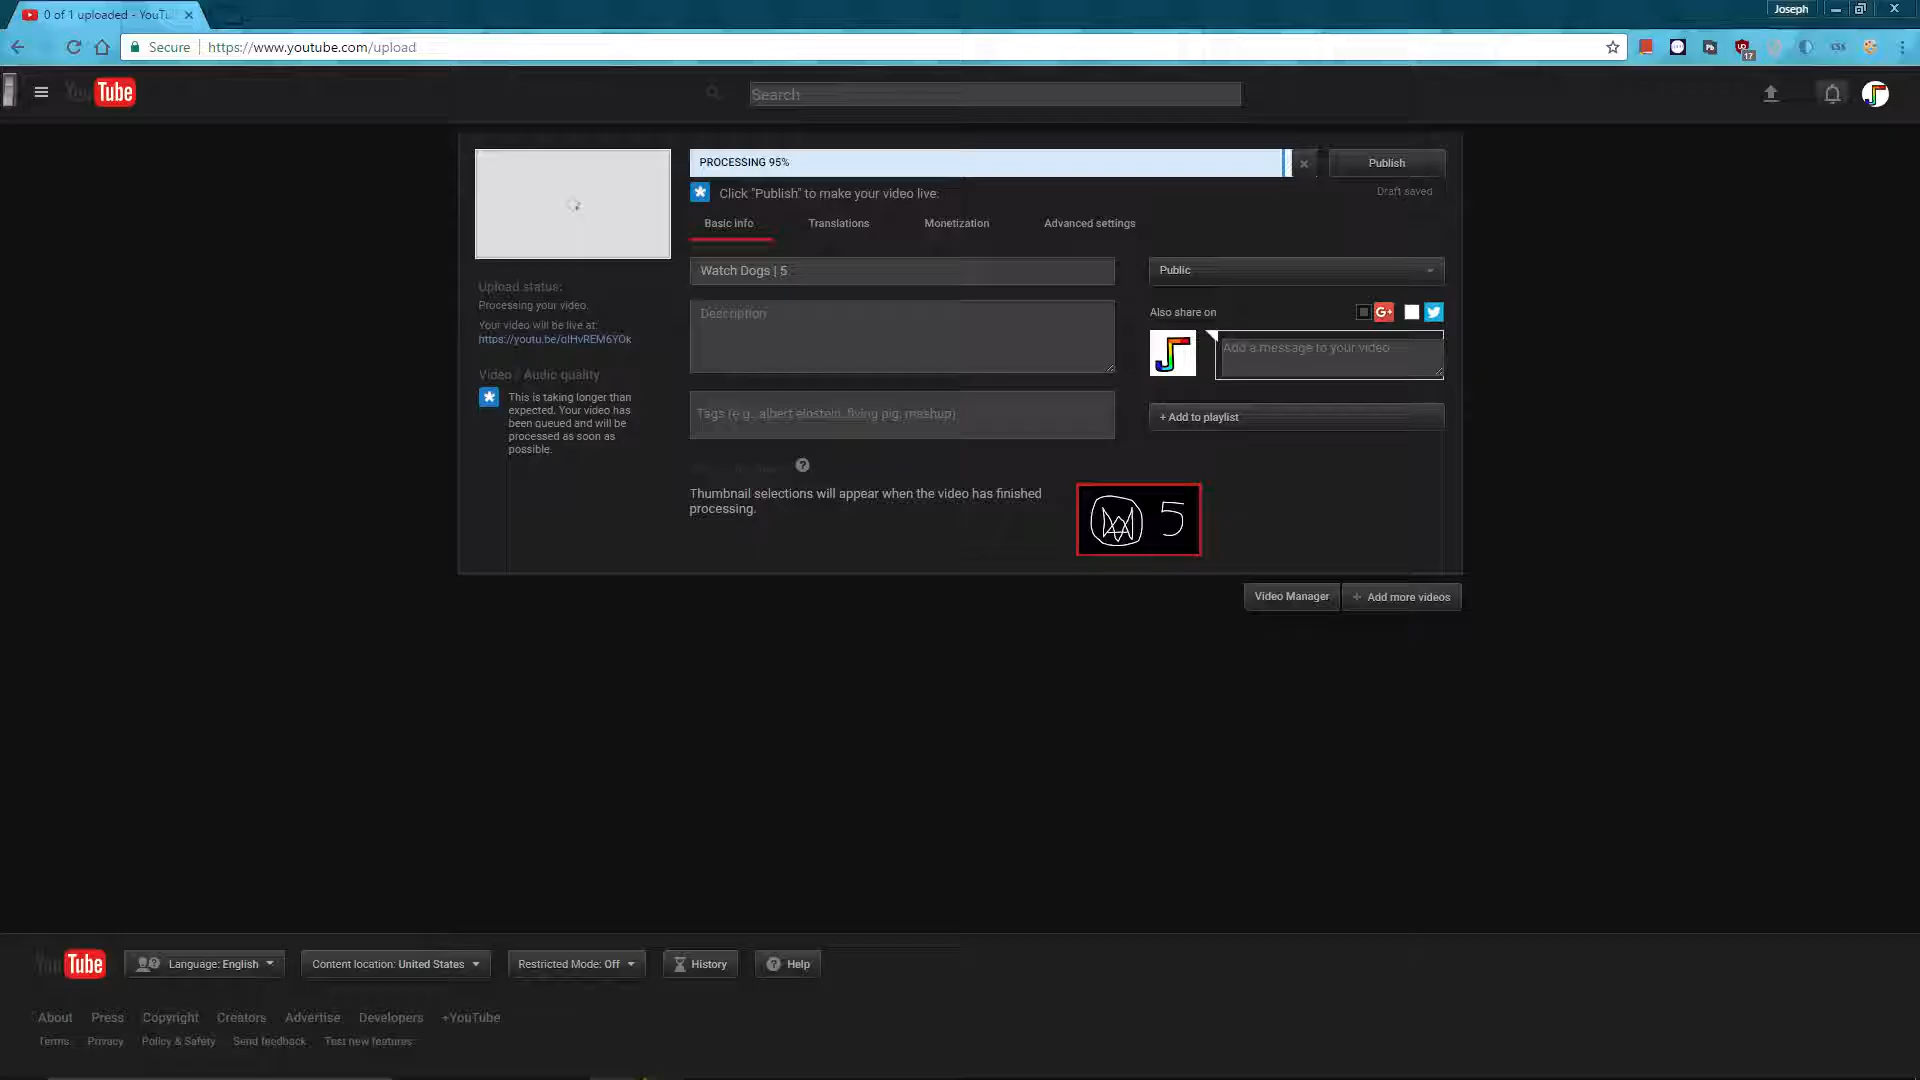 0 of 1 uploaded - YouTu
Joseph
Secure
https://www.youtube.com/upload
17
YouTube
Search
PROCESSING 95%
Publish
Click "Publish" to make your video live.
Draft saved
Basic info
Translations
Monetization
Advanced settings
Watch Dogs | 5
Public
Upload status:
Processing your video.
Description
Also share on
G+
Your video will be live at:
Add a message to your video
Video / Audio quality
This is taking longer than
expected. Your video has
been queued and will be
processed as soon as
possible.
Tags (e.g., albert einstein, flying pig, mashup)
+ Add to playlist
Thumbnail selections will appear when the video has finished
processing.
5
Video Manager
+ Add more videos
YouTube
Language: English
Content location: United States
Restricted Mode: Off
History
Help
About
Press
Copyright
Creators
Advertise
Developers
+YouTube
Terms
Privacy
Policy & Safety
Send feedback
Test new features